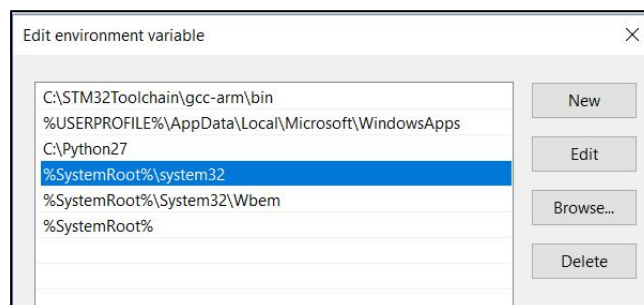 Edit environment variable
C:\STM32Toolchain\gcc-arm\bin
%USERPROFILE%\AppData\Local\Microsoft\WindowsApps
C:\Python27
%SystemRoot%\system32
%SystemRoot%\System32\Wbem
%SystemRoot%
New
Edit
Browse...
Delete